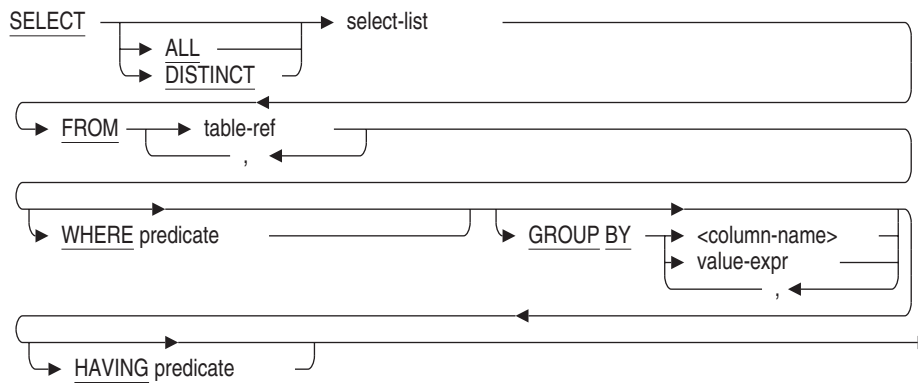 SELECT select-list
ALL
DISTINCT
FROM table-ref
,
WHERE predicate GROUP BY <column-name>
value-expr
,
HAVING predicate